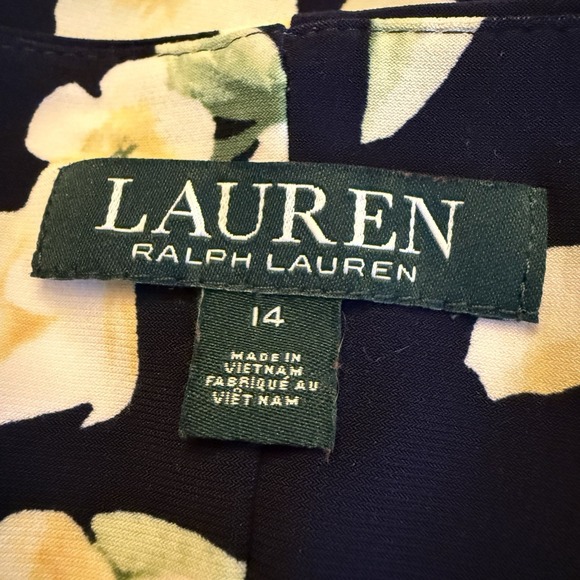 LAUREN
RALPH LAUREN
14
MADE IN
VIETNAM
FABRIQUÉ AU
VIÊT NAM